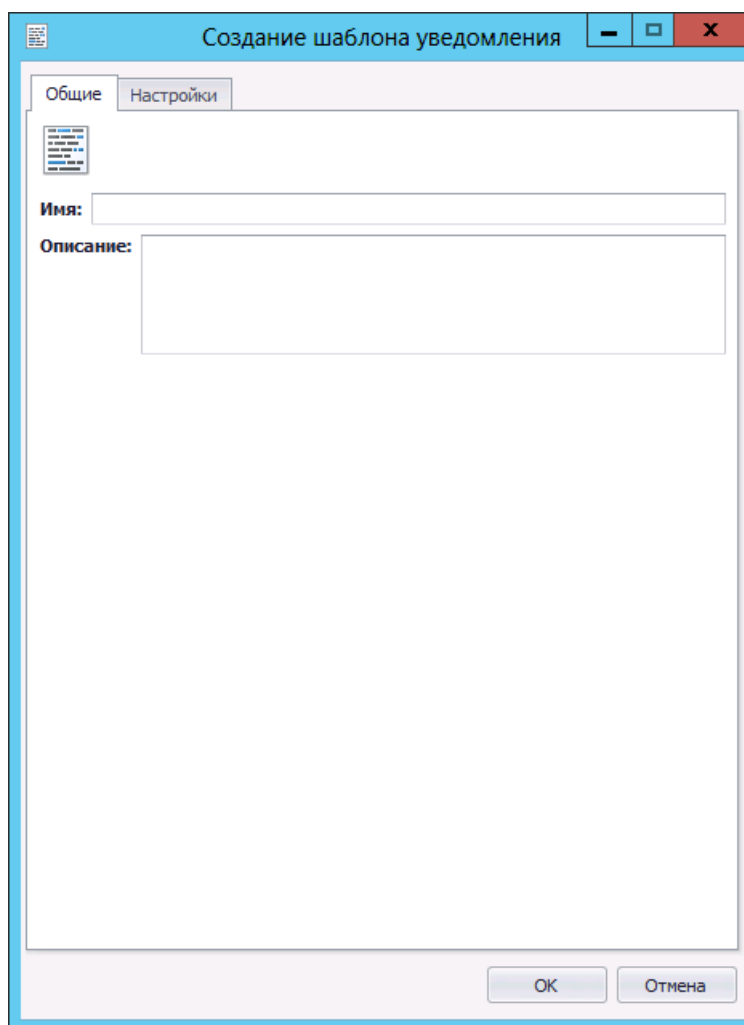 Создание шаблона уведомления
Общие Настройки
Имя:
Описание:
OK Отмена